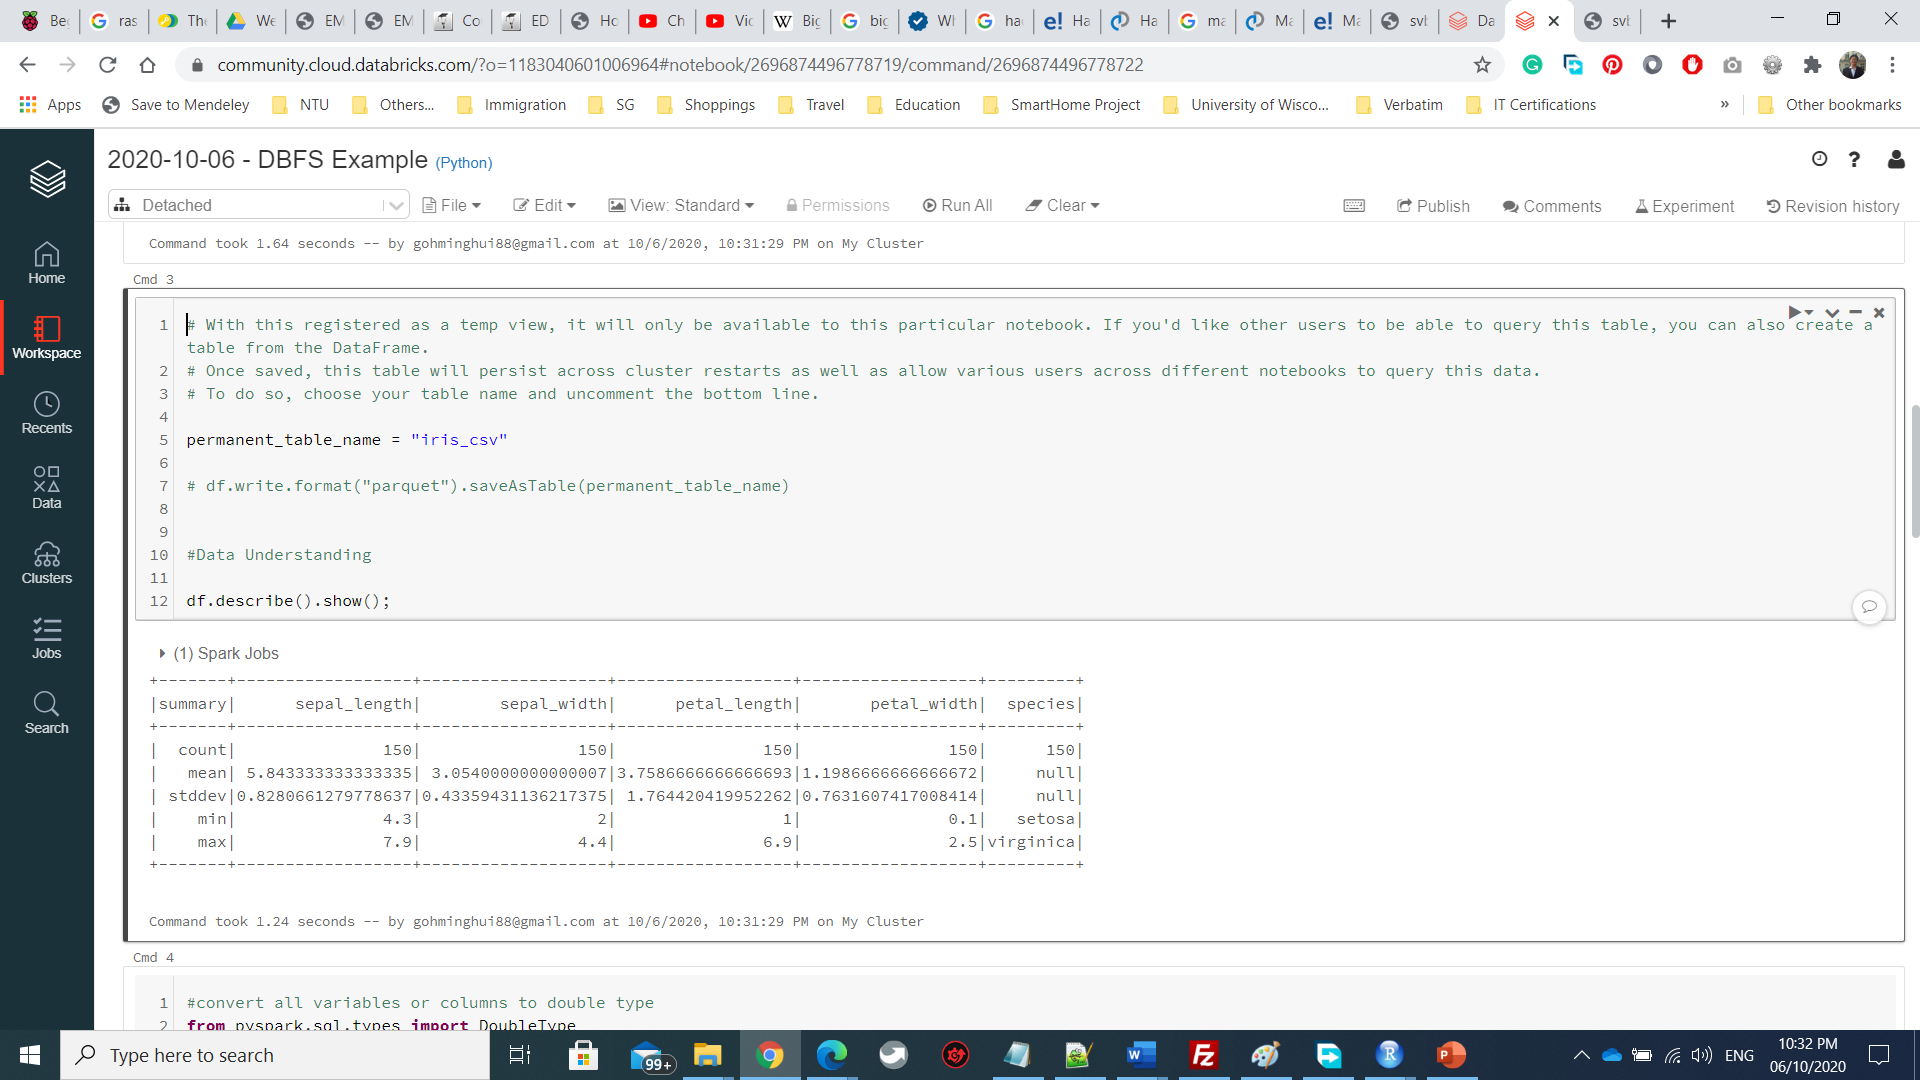 Be
ras
The
We
EM
EM
Co
ED
Ho
Ch
Vic
Big
big
Wh
ha
Ha
Ha
ma
Ma
Ma
svl
Da
svl
community.cloud.databricks.com/?o=1183040601006964#notebook/2696874496778719/command/2696874496778722
Apps Save to Mendeley NTU Others... Immigration SG Shoppings Travel Education SmartHome Project University of Wisco... Verbatim IT Certifications » Other bookmarks
2020-10-06 - DBFS Example (Python)
Detached File Edit View: Standard Permissions Run All Clear Publish Comments Experiment Revision history
Home
Workspace
Recents
Data
Clusters
Jobs
Search
Command took 1.64 seconds -- by gohminghui88@gmail.com at 10/6/2020, 10:31:29 PM on My Cluster
Cmd 3
1 # With this registered as a temp view, it will only be available to this particular notebook. If you'd like other users to be able to query this table, you can also create a
table from the DataFrame.
2 # Once saved, this table will persist across cluster restarts as well as allow various users across different notebooks to query this data.
3 # To do so, choose your table name and uncomment the bottom line.
4
5 permanent_table_name = "iris_csv"
6
7 # df.write.format("parquet").saveAsTable(permanent_table_name)
8
9
10 #Data Understanding
11
12 df.describe().show();
(1) Spark Jobs
+-------+------------------+-------------------+------------------+------------------+---------+
|summary|      sepal_length|        sepal_width|      petal_length|       petal_width|  species|
+-------+------------------+-------------------+------------------+------------------+---------+
|  count|               150|                150|               150|               150|      150|
|   mean| 5.843333333333335| 3.0540000000000007|3.7586666666666693|1.1986666666666672|     null|
| stddev|0.8280661279778637|0.43359431136217375| 1.764420419952262|0.7631607417008414|     null|
|    min|               4.3|                  2|                 1|               0.1|   setosa|
|    max|               7.9|                4.4|               6.9|               2.5|virginica|
+-------+------------------+-------------------+------------------+------------------+---------+
Command took 1.24 seconds -- by gohminghui88@gmail.com at 10/6/2020, 10:31:29 PM on My Cluster
Cmd 4
1 #convert all variables or columns to double type
2 from pyspark.sql.types import DoubleType
Type here to search
99+
ENG
10:32 PM
06/10/2020